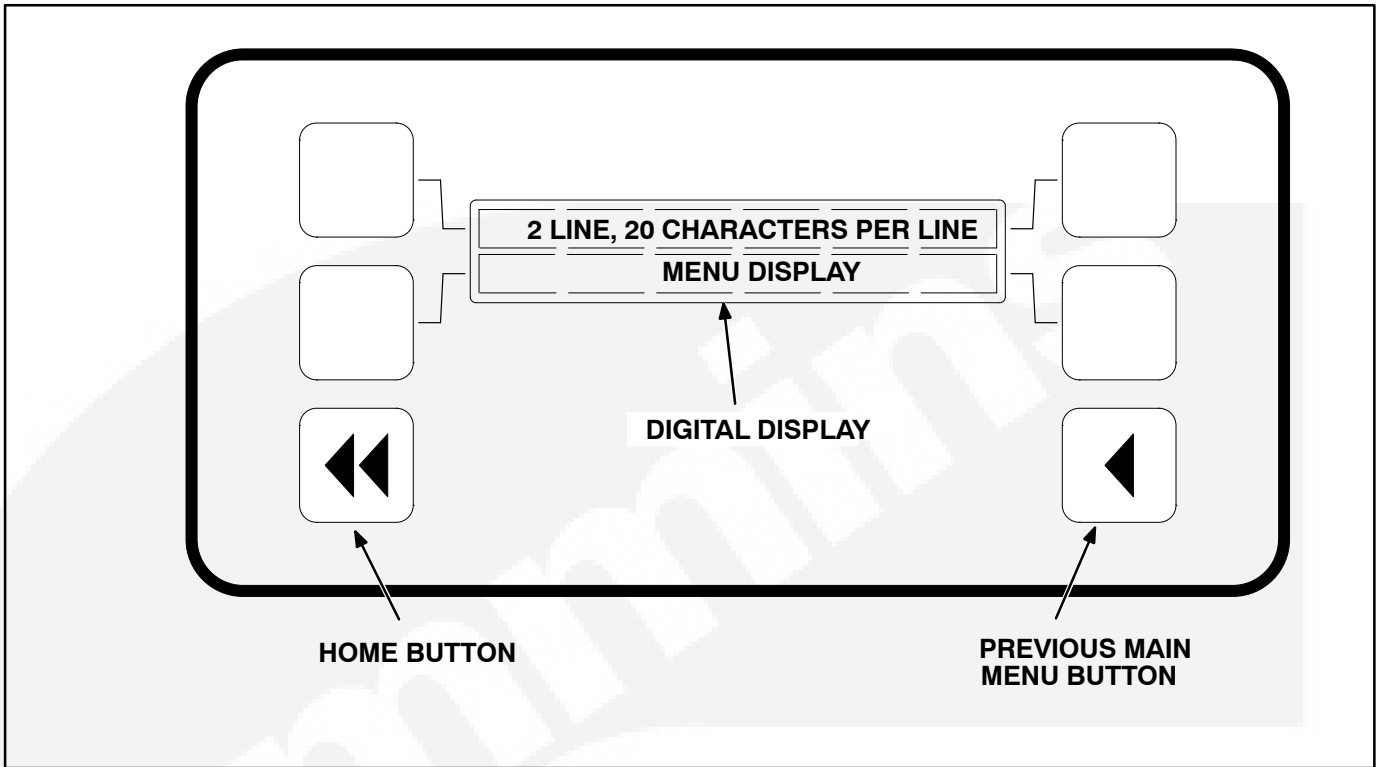 2 LINE, 20 CHARACTERS PER LINE
MENU DISPLAY
DIGITAL DISPLAY
HOME BUTTON
PREVIOUS MAIN
MENU BUTTON